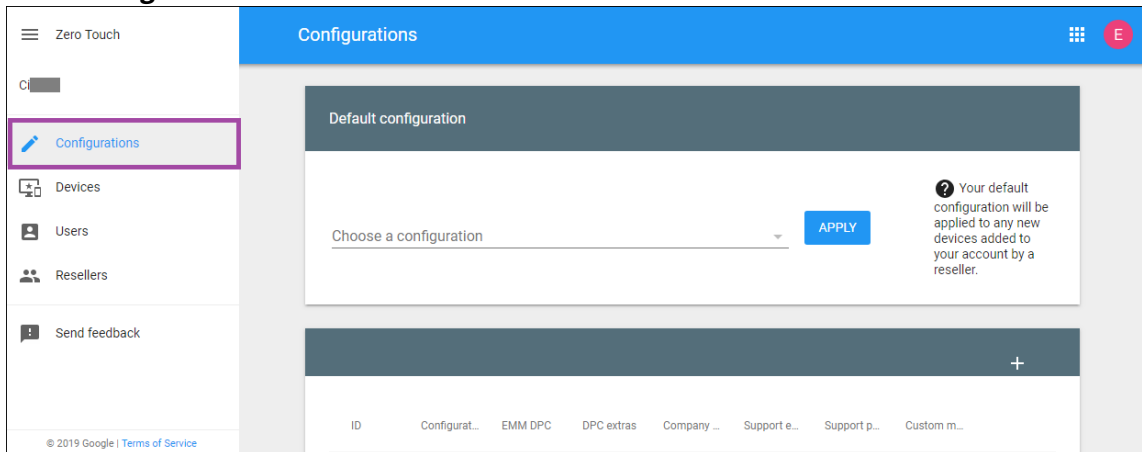 Zero Touch
Configurations
E
Ci
Default configuration
Configurations
Devices
Users
Resellers
Send feedback
Choose a configuration
APPLY
? Your default
configuration will be
applied to any new
devices added to
your account by a
reseller.
+
ID Configurat... EMM DPC DPC extras Company ... Support e... Support p... Custom m...
© 2019 Google | Terms of Service